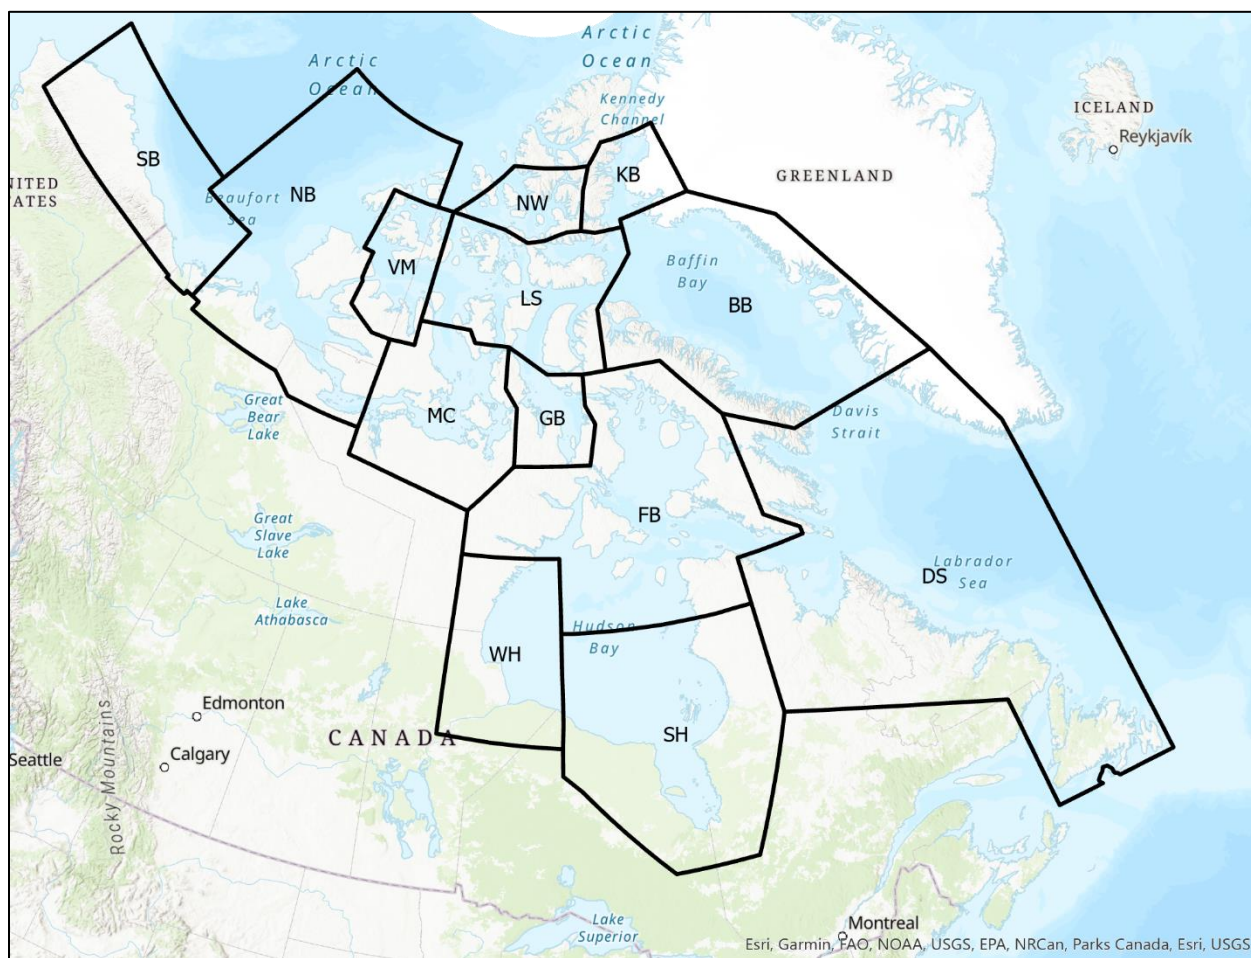 Arctic
Ocean
Arctic
Ocean
Kennedy
Channel
ICELAND
Reykjavík
SB
KB
GREENLAND
NITED
TATES
Beaufort
Sea
NB
NW
VM
Baffin
Bay
LS
BB
Great
Bear
Lake
MC
GB
Davis
Strait
FB
Great
Slave
Lake
Labrador
Sea
DS
Lake
Athabasca
Hudson
Bay
WH
Edmonton
CANADA
SH
Seattle
Calgary
Rocky Mountains
Lake
Superior
Montreal
Esri, Garmin, FAO, NOAA, USGS, EPA, NRCan, Parks Canada, Esri, USGS